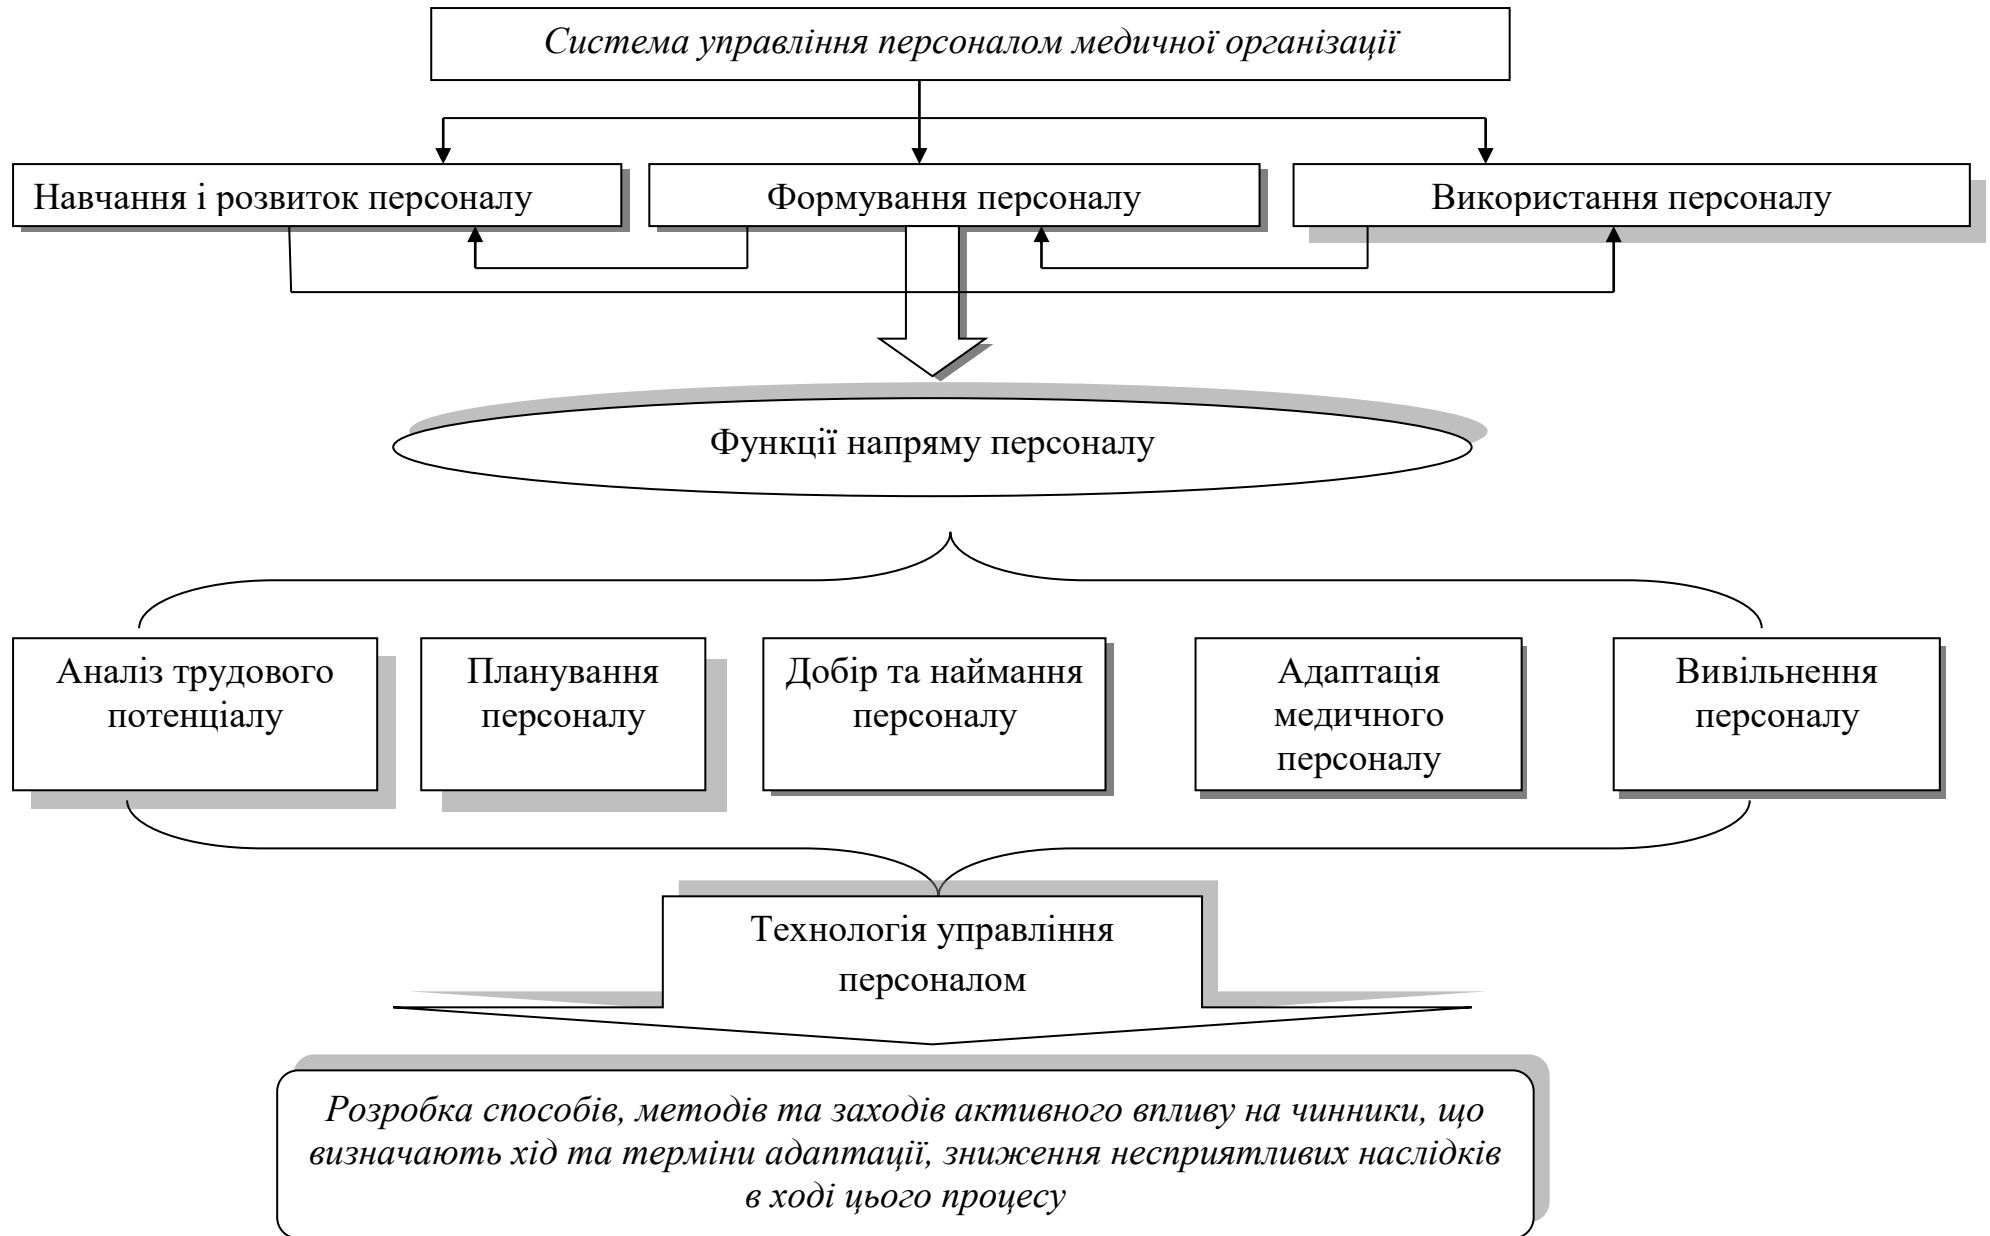 Система управління персоналом медичної організації
Навчання і розвиток персоналу
Формування персоналу
Використання персоналу
Функції напряму персоналу
Аналіз трудового
потенціалу
Планування
персоналу
Добір та наймання
персоналу
Адаптація
медичного
персоналу
Вивільнення
персоналу
Технологія управління
персоналом
Розробка способів, методів та заходів активного впливу на чинники, що
визначають хід та терміни адаптації, зниження несприятливих наслідків
в ході цього процесу